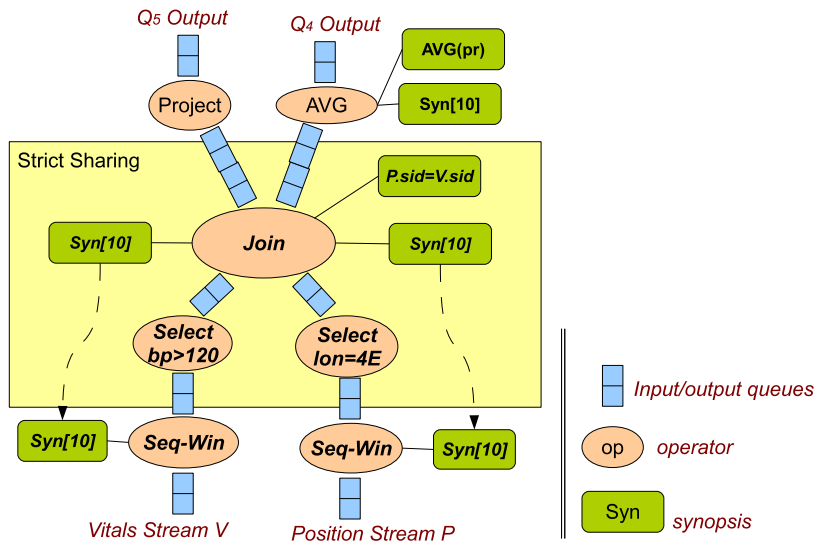 Q5 Output
Q4 Output
AVG(pr)
Project
AVG
Syn[10]
Strict Sharing
P.sid=V.sid
Syn[10]
Join
Syn[10]
Select
bp>120
Select
lon=4E
Input/output queues
Syn[10]
Seq-Win
Seq-Win
Syn[10]
op
operator
Syn
synopsis
Vitals Stream V
Position Stream P